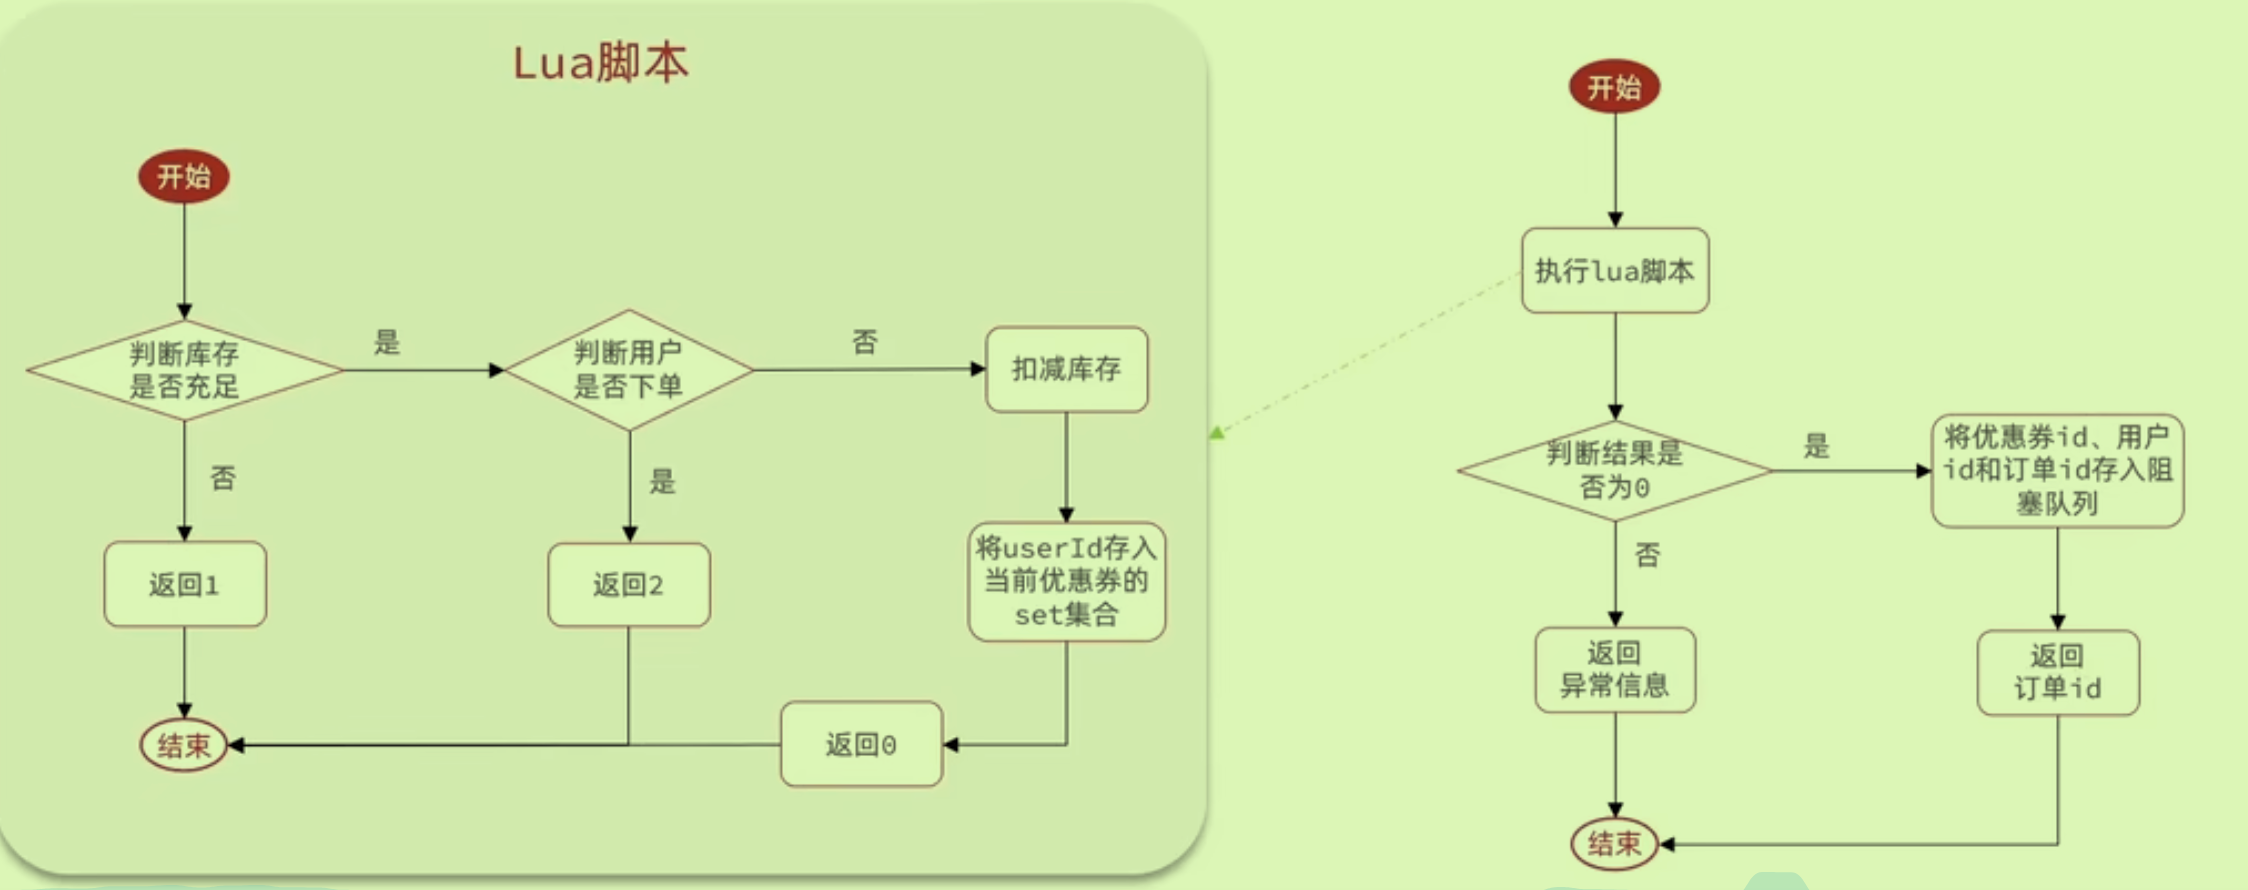 Lua脚本
开始
判断库存
是否充足
是
否
返回1
结束
判断用户
是否下单
否
是
返回2
扣减库存
将userId存入
当前优惠券的
set集合
返回0
开始
执行lua脚本
判断结果是
否为0
是
否
将优惠券id、用户
id和订单id存入阻
塞队列
返回
异常信息
返回
订单id
结束